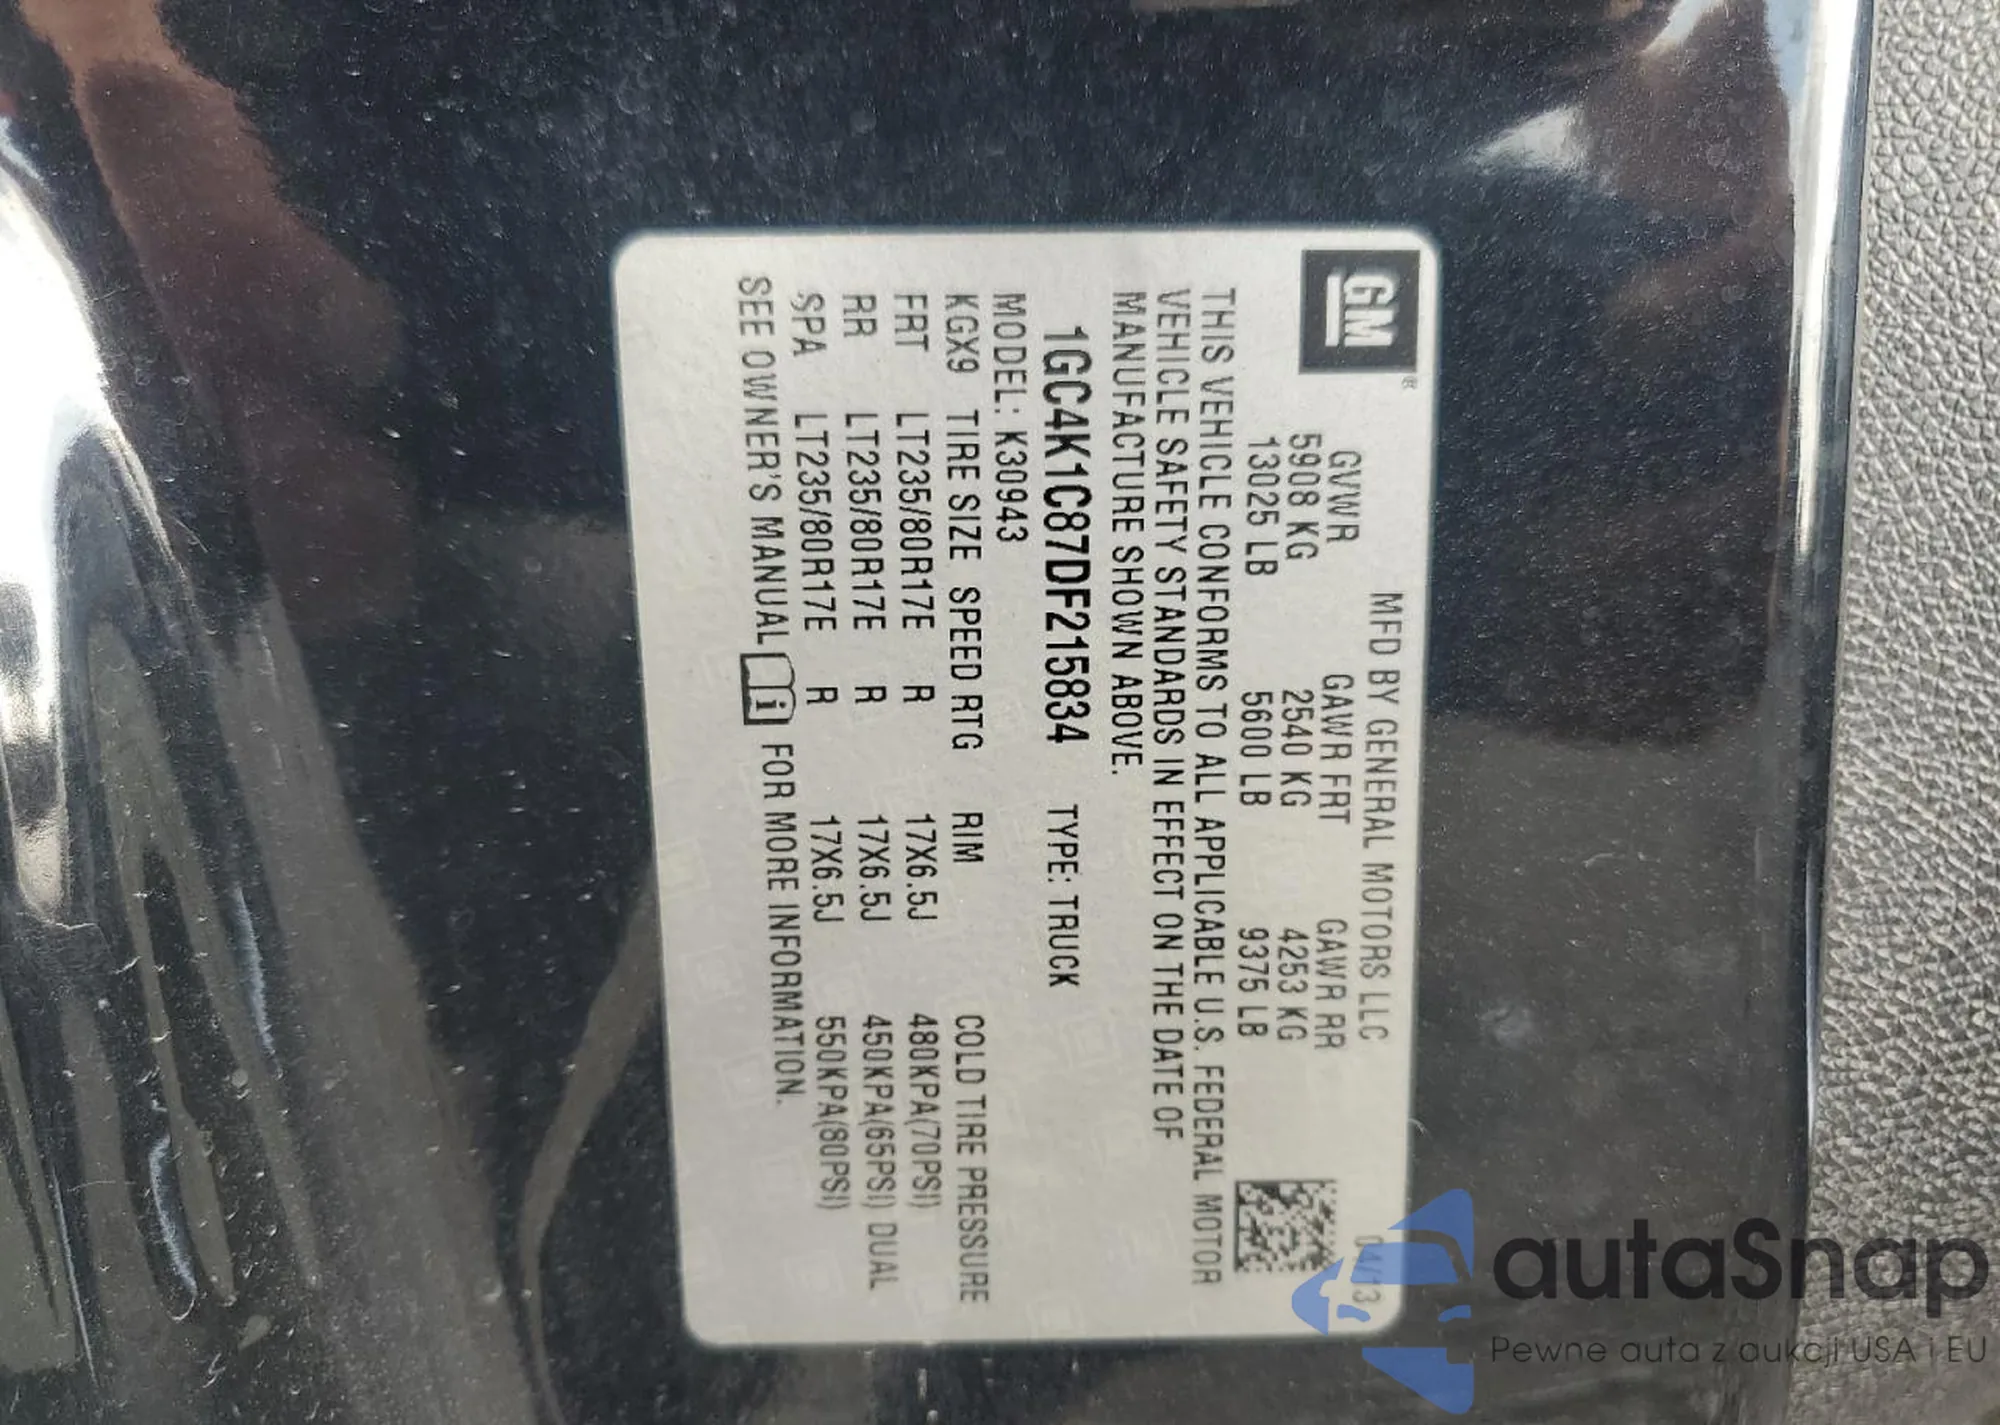 GM®
MFD BY GENERAL MOTORS LLC 04/13
GVWR GAWR FRT GAWR RR
5908 KG 2540 KG 4253 KG
13025 LB 5600 LB 9375 LB
THIS VEHICLE CONFORMS TO ALL APPLICABLE U.S. FEDERAL MOTOR
VEHICLE SAFETY STANDARDS IN EFFECT ON THE DATE OF
MANUFACTURE SHOWN ABOVE.
1GC4K1C87DF215834 TYPE: TRUCK
MODEL: K30943
KGX9 TIRE SIZE SPEED RTG RIM COLD TIRE PRESSURE
FRT LT235/80R17E R 17X6.5J 480KPA(70PSI)
RR LT235/80R17E R 17X6.5J 450KPA(65PSI) DUAL
SPA LT235/80R17E R 17X6.5J 550KPA(80PSI)
SEE OWNER'S MANUAL i FOR MORE INFORMATION.
autaSnap
Pewne auta z aukcji USA i EU